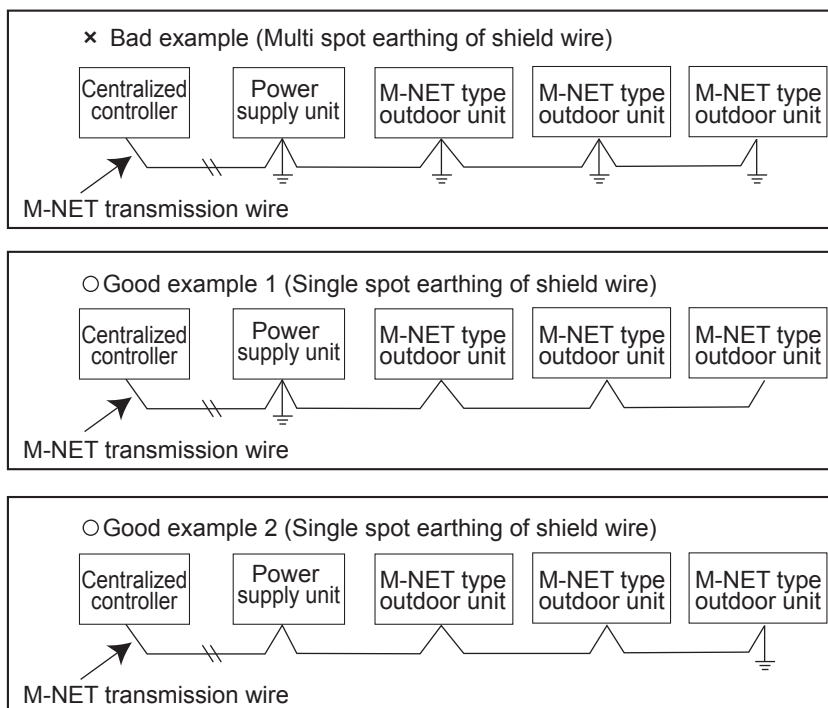 × Bad example (Multi spot earthing of shield wire)
Centralized
controller
Power
supply unit
M-NET type
outdoor unit
M-NET type
outdoor unit
M-NET type
outdoor unit
M-NET transmission wire
○ Good example 1 (Single spot earthing of shield wire)
Centralized
controller
Power
supply unit
M-NET type
outdoor unit
M-NET type
outdoor unit
M-NET type
outdoor unit
M-NET transmission wire
○ Good example 2 (Single spot earthing of shield wire)
Centralized
controller
Power
supply unit
M-NET type
outdoor unit
M-NET type
outdoor unit
M-NET type
outdoor unit
M-NET transmission wire